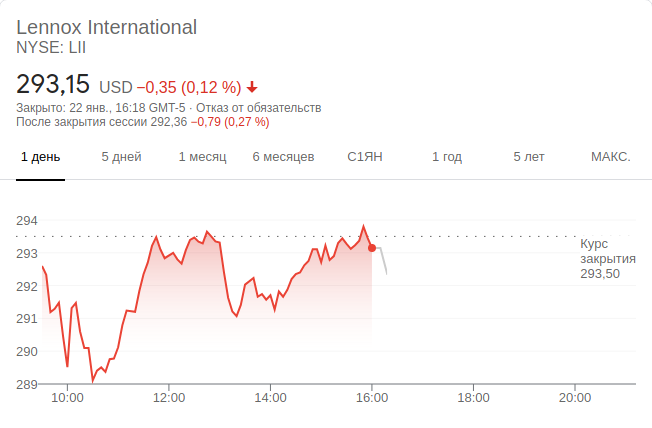 Lennox International
NYSE: LII
293,15 USD −0,35 (0,12 %)
Закрыто: 22 янв., 16:18 GMT-5 · Отказ от обязательств
После закрытия сессии 292,36 −0,79 (0,27 %)
1 день 5 дней 1 месяц 6 месяцев С1ЯН 1 год 5 лет МАКС.
294
293
292
291
290
289
Курс
закрытия
293,50
10:00 12:00 14:00 16:00 18:00 20:00